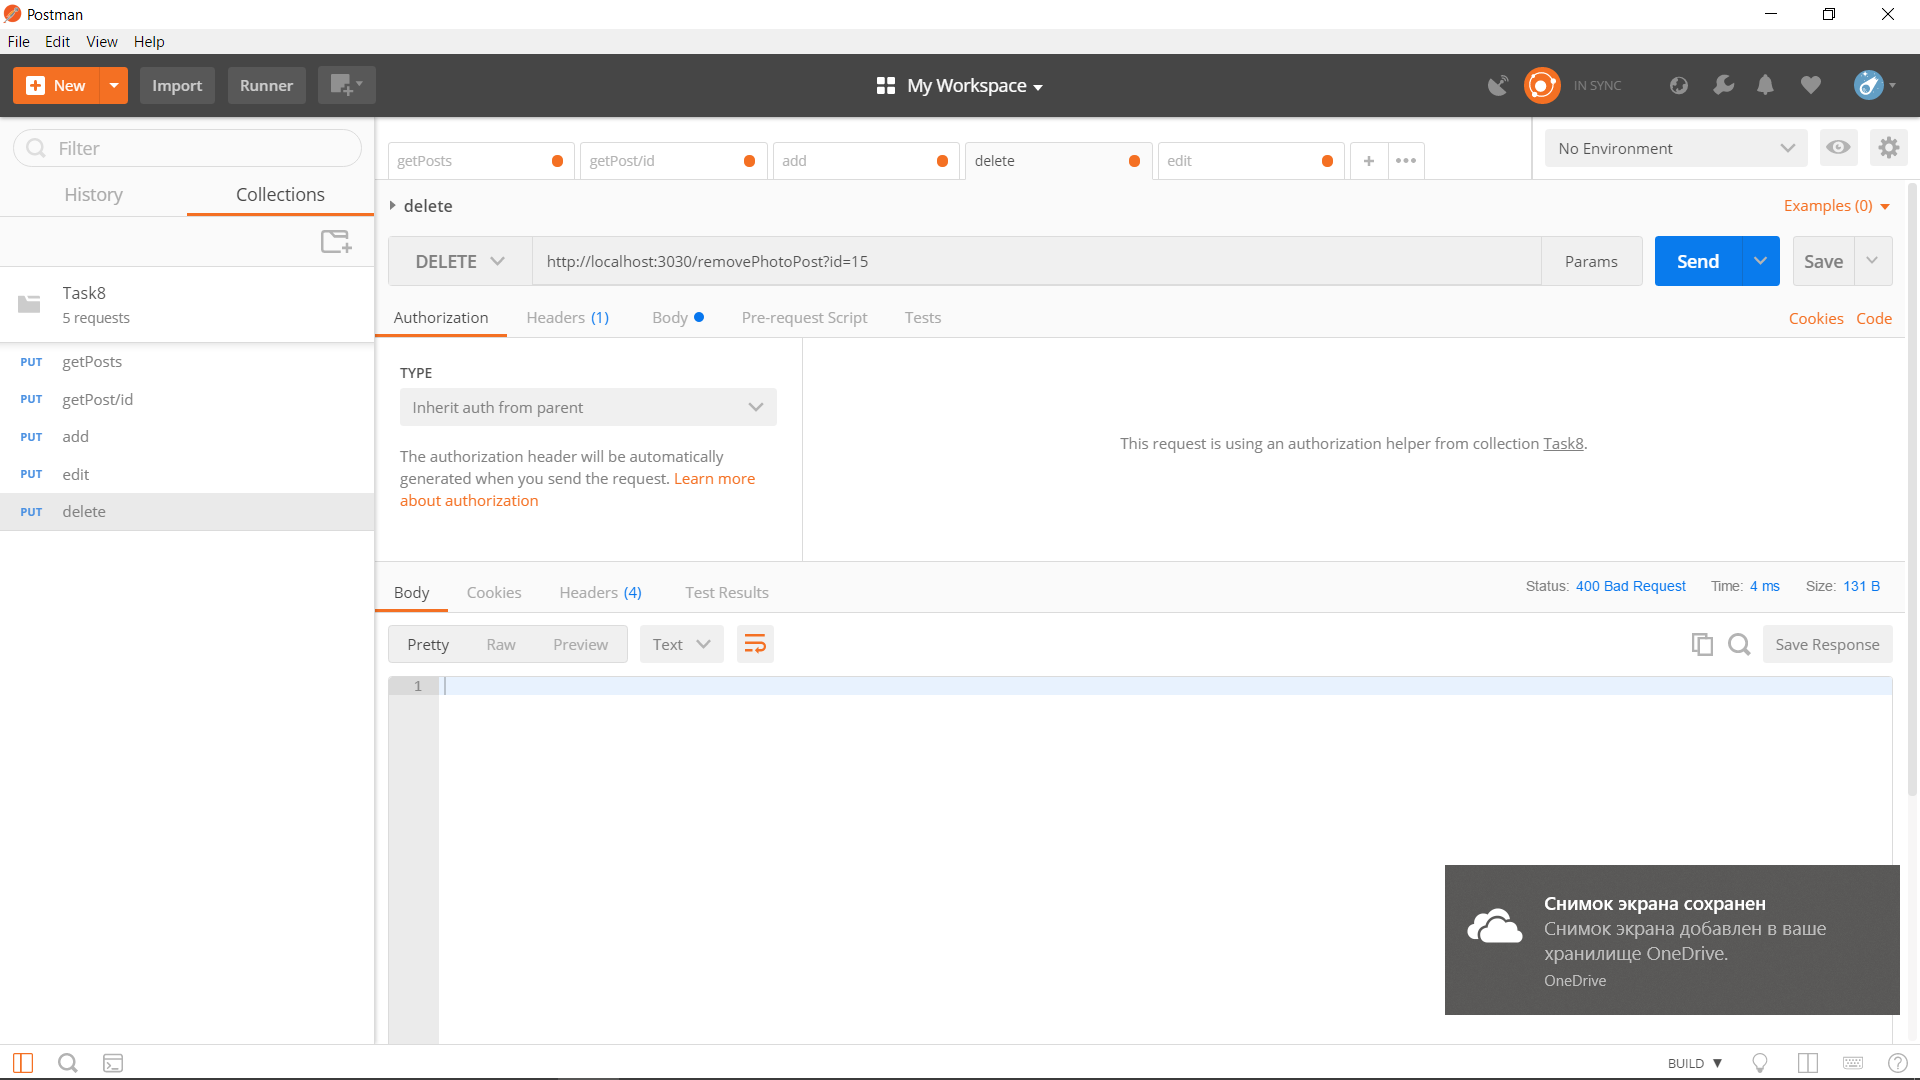 Postman
File Edit View Help
New Import Runner My Workspace IN SYNC
Filter
History Collections
Task8
5 requests
PUT getPosts
PUT getPost/id
PUT add
PUT edit
PUT delete
getPosts getPost/id add delete edit + •••
No Environment
delete
Examples (0)
DELETE http://localhost:3030/removePhotoPost?id=15 Params Send Save
Authorization Headers (1) Body Pre-request Script Tests Cookies Code
TYPE
Inherit auth from parent
The authorization header will be automatically
generated when you send the request. Learn more
about authorization
This request is using an authorization helper from collection Task8.
Body Cookies Headers (4) Test Results Status: 400 Bad Request Time: 4 ms Size: 131 B
Pretty Raw Preview Text Save Response
1
Снимок экрана сохранен
Снимок экрана добавлен в ваше
хранилище OneDrive.
OneDrive
BUILD